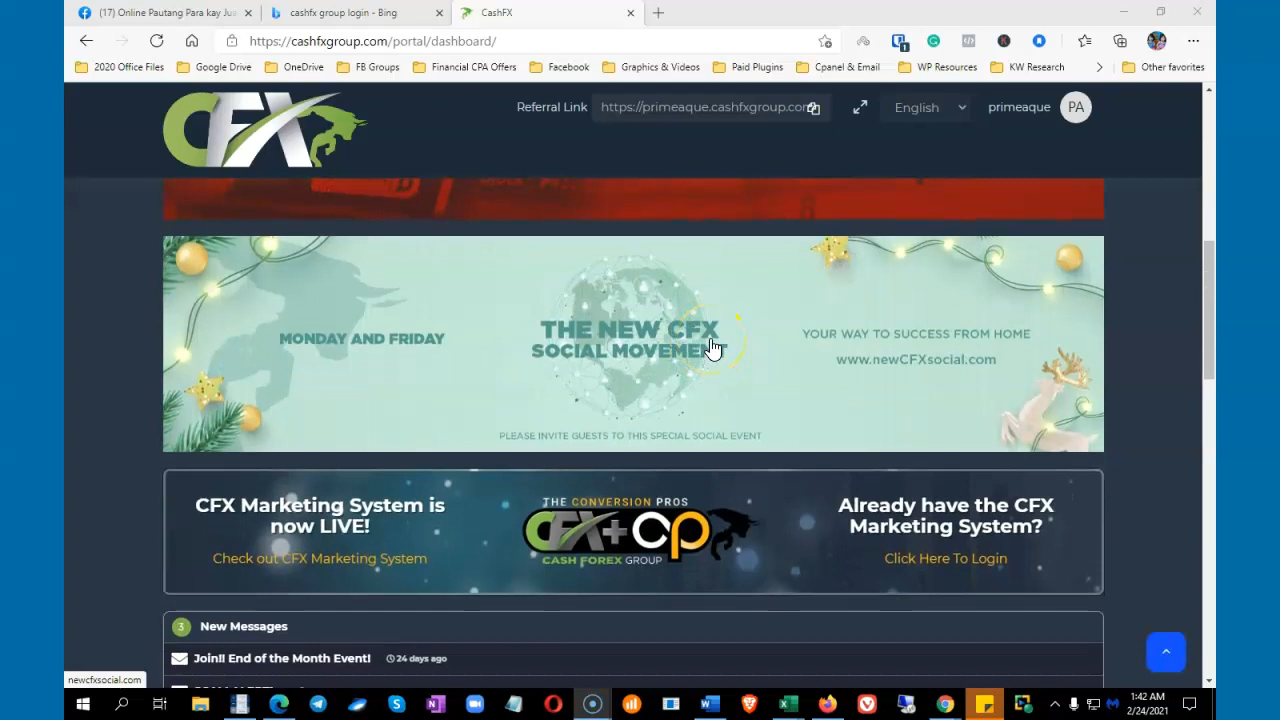 (17) Online Pautang Para kay Jua
cashfx group login - Bing
CashFX
https://cashfxgroup.com/portal/dashboard/
2020 Office Files
Google Drive
OneDrive
FB Groups
Financial CPA Offers
Facebook
Graphics & Videos
Paid Plugins
Cpanel & Email
WP Resources
KW Research
Other favorites
CFX
Referral Link
https://primeaque.cashfxgroup.com
English
primeaque
PA
MONDAY AND FRIDAY
THE NEW CFX
SOCIAL MOVEMENT
YOUR WAY TO SUCCESS FROM HOME
www.newCFXsocial.com
PLEASE INVITE GUESTS TO THIS SPECIAL SOCIAL EVENT
CFX Marketing System is
now LIVE!
Check out CFX Marketing System
THE CONVERSION PROS
CFX+cp
CASH FOREX GROUP
Already have the CFX
Marketing System?
Click Here To Login
3 New Messages
Join!! End of the Month Event! 24 days ago
newcfxsocial.com
1:42 AM
2/24/2021